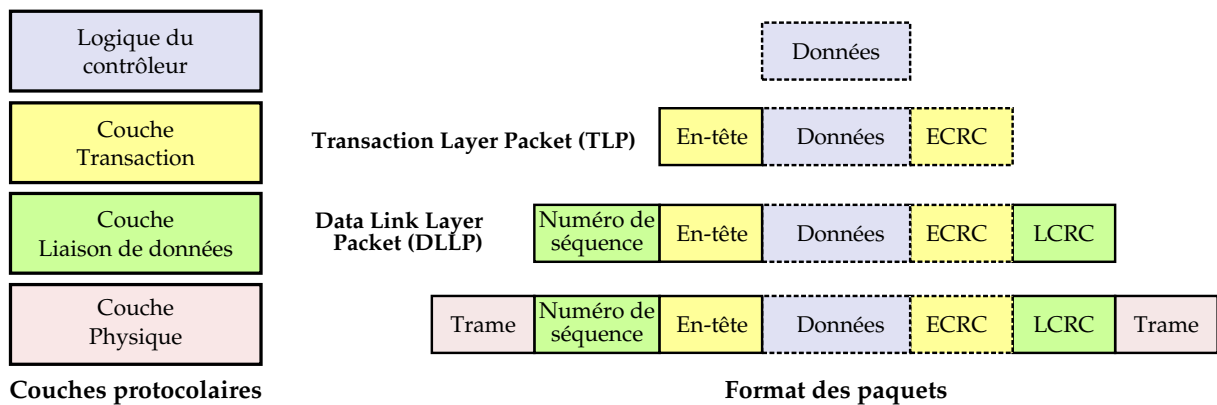 Logique du
contrôleur
Données
Couche
Transaction
Transaction Layer Packet (TLP)
En-tête
Données
ECRC
Couche
Liaison de données
Data Link Layer
Packet (DLLP)
Numéro de
séquence
En-tête
Données
ECRC
LCRC
Couche
Physique
Trame
Numéro de
séquence
En-tête
Données
ECRC
LCRC
Trame
Couches protocolaires
Format des paquets